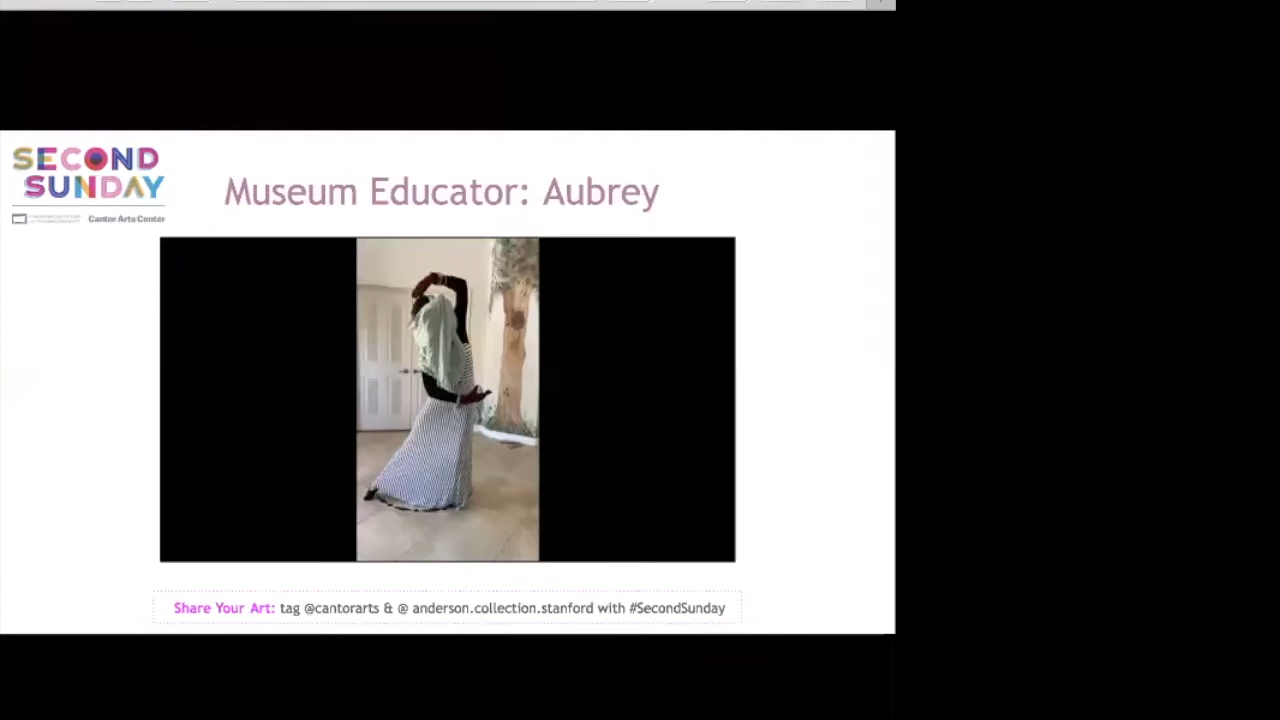 SECOND
SUNDAY
Cantor Arts Center
Museum Educator: Aubrey
Share Your Art: tag @cantorarts & @ anderson.collection.stanford with #SecondSunday